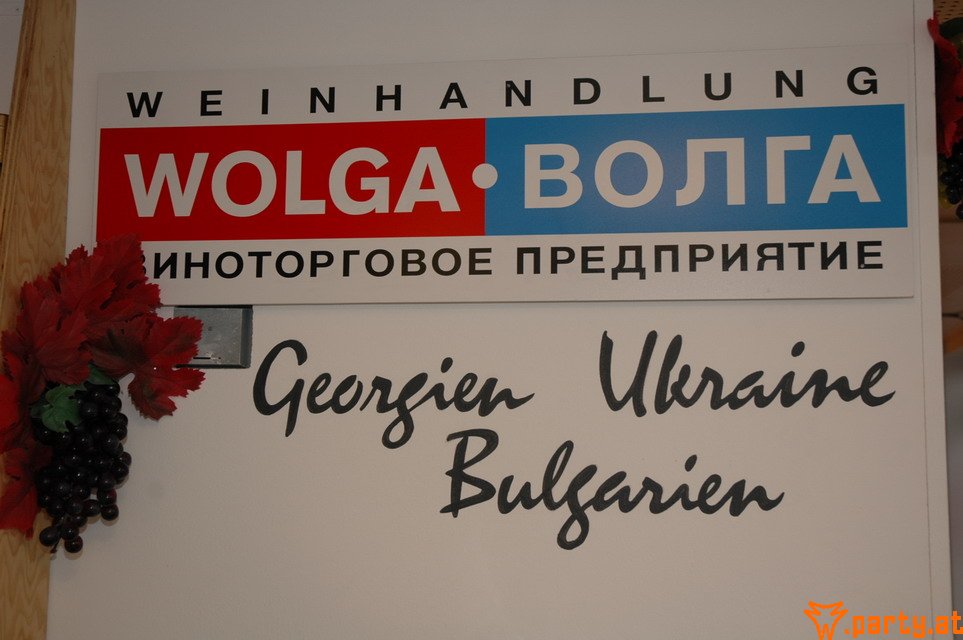 WEINHANDLUNG
WOLGA·ВОЛГА
ВИНОТОРГОВОЕ ПРЕДПРИЯТИЕ
Georgien Ukraine
Bulgarien
.party.at